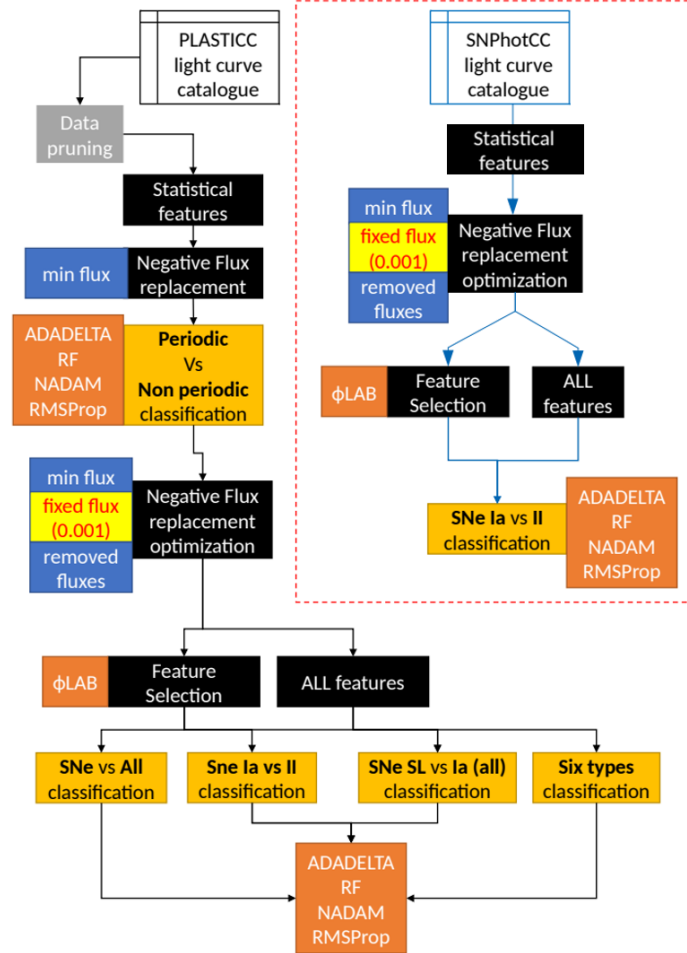 PLASTICC
light curve
catalogue
Data
pruning
Statistical
features
min flux
Negative Flux
replacement
ADADELTA
RF
NADAM
RMSProp
Periodic
Vs
Non periodic
classification
min flux
fixed flux
(0.001)
removed
fluxes
Negative Flux
replacement
optimization
SNPhotCC
light curve
catalogue
Statistical
features
min flux
fixed flux
(0.001)
removed
fluxes
Negative Flux
replacement
optimization
ϕLAB
Feature
Selection
ALL
features
SNe Ia vs II
classification
ADADELTA
RF
NADAM
RMSProp
ϕLAB
Feature
Selection
ALL features
SNe vs All
classification
Sne Ia vs II
classification
SNe SL vs Ia (all)
classification
Six types
classification
ADADELTA
RF
NADAM
RMSProp